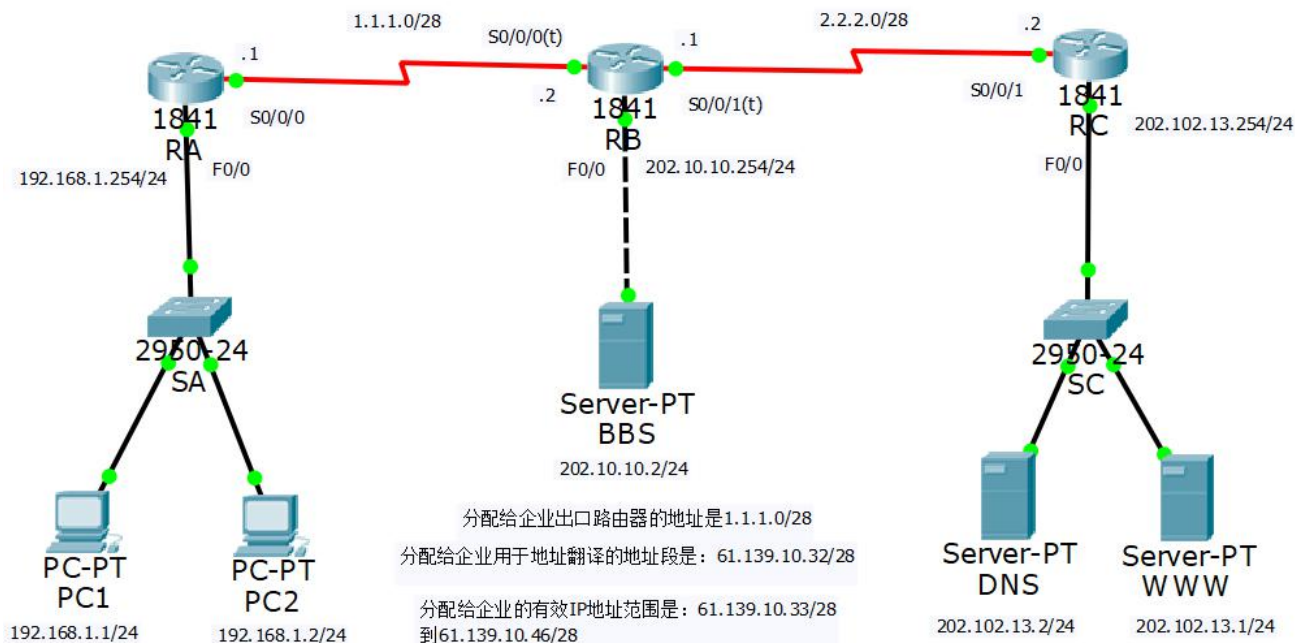 1.1.1.0/28
2.2.2.0/28
.1
S0/0/0(t)
.1
.2
1841
RA
S0/0/0
.2
1841
RB
S0/0/1(t)
S0/0/1
1841
RC
202.102.13.254/24
192.168.1.254/24
F0/0
F0/0
202.10.10.254/24
F0/0
2950-24
SA
2950-24
SC
Server-PT
BBS
202.10.10.2/24
分配给企业出口路由器的地址是1.1.1.0/28
分配给企业用于地址翻译的地址段是：61.139.10.32/28
分配给企业的有效IP地址范围是：61.139.10.33/28
到61.139.10.46/28
PC-PT
PC1
192.168.1.1/24
PC-PT
PC2
192.168.1.2/24
Server-PT
DNS
202.102.13.2/24
Server-PT
WWW
202.102.13.1/24